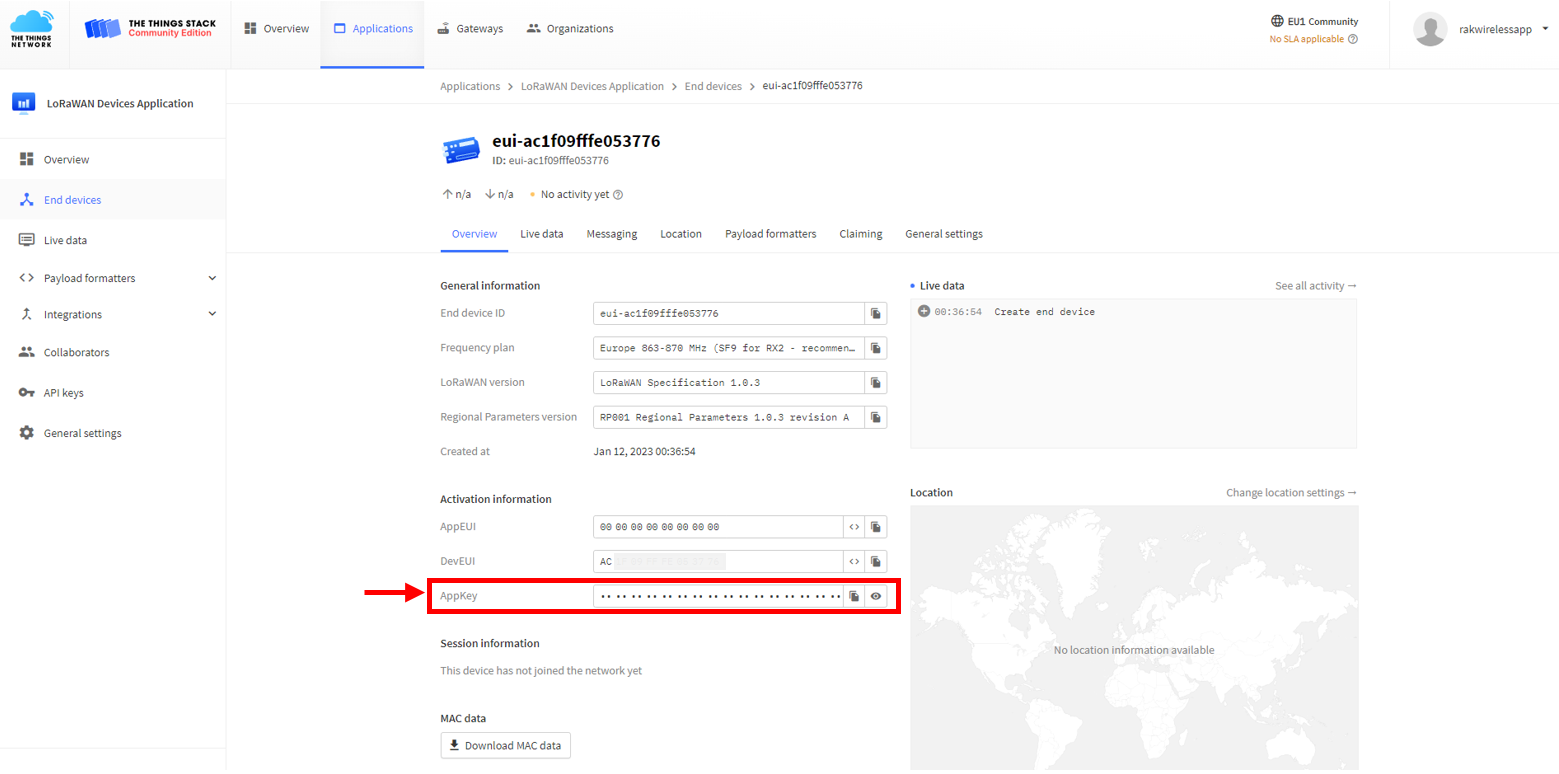 THE THINGS NETWORK
THE THINGS STACK
Community Edition
Overview
Applications
Gateways
Organizations
EU1 Community
No SLA applicable
rakwirelessapp
LoRaWAN Devices Application
Overview
End devices
Live data
Payload formatters
Integrations
Collaborators
API keys
General settings
Applications > LoRaWAN Devices Application > End devices > eui-ac1f09fffe053776
eui-ac1f09fffe053776
ID: eui-ac1f09fffe053776
↑ n/a ↓ n/a • No activity yet
Overview Live data Messaging Location Payload formatters Claiming General settings
General information
End device ID eui-ac1f09fffe053776
Frequency plan Europe 863-870 MHz (SF9 for RX2 - recommen…
LoRaWAN version LoRaWAN Specification 1.0.3
Regional Parameters version RP001 Regional Parameters 1.0.3 revision A
Created at Jan 12, 2023 00:36:54
Activation information
AppEUI 00 00 00 00 00 00 00 00
DevEUI AC
AppKey •• •• •• •• •• •• •• •• •• •• •• •• •• •• •• ••
Session information
This device has not joined the network yet
MAC data
Download MAC data
Live data See all activity →
00:36:54 Create end device
Location Change location settings →
No location information available